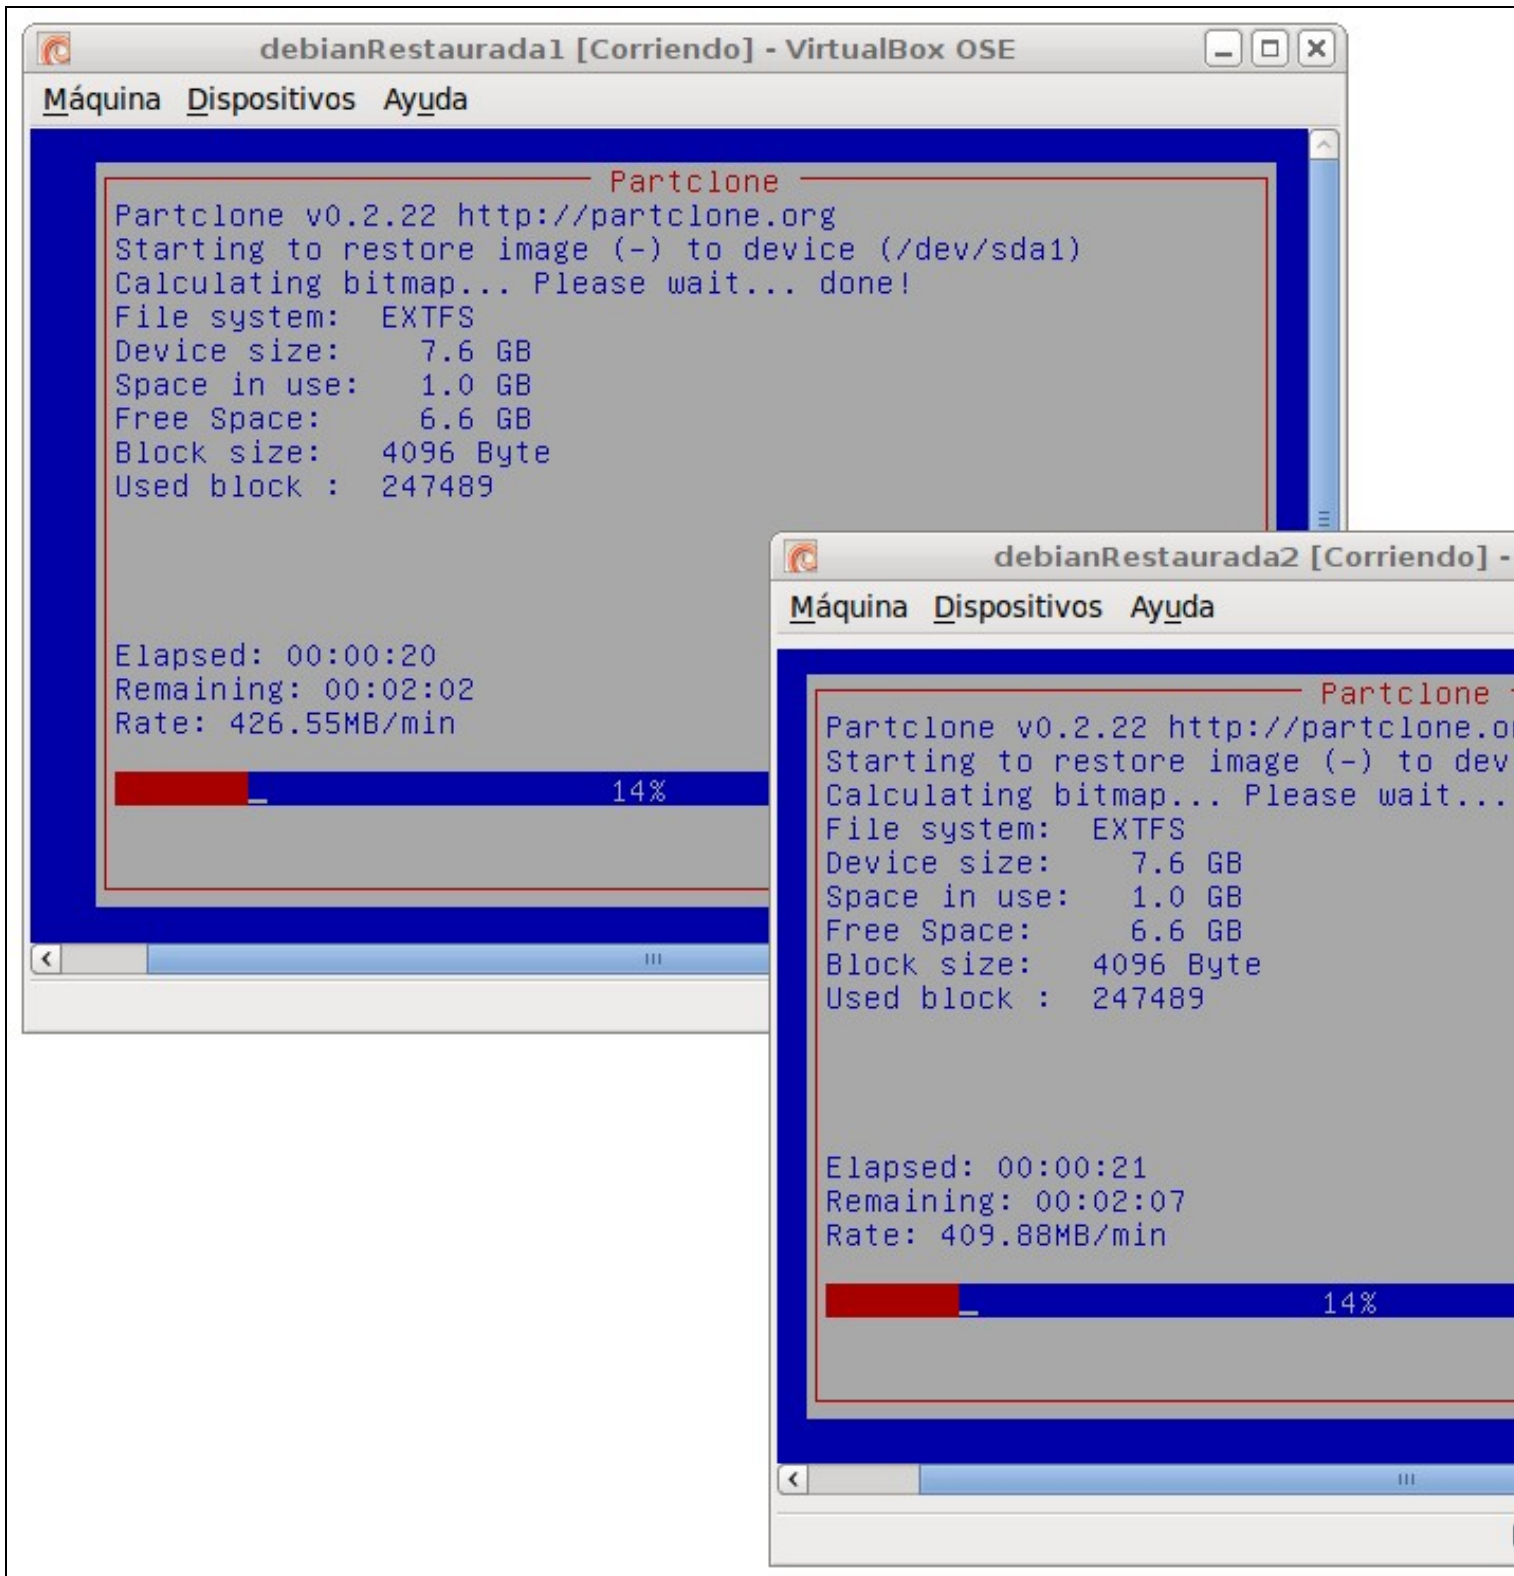 debianRestaurada1 [Corriendo] - VirtualBox OSE
Máquina Dispositivos Ayuda
Partclone
Partclone v0.2.22 http://partclone.org
Starting to restore image (-) to device (/dev/sda1)
Calculating bitmap... Please wait... done!
File system: EXTFS
Device size: 7.6 GB
Space in use: 1.0 GB
Free Space: 6.6 GB
Block size: 4096 Byte
Used block : 247489
Elapsed: 00:00:20
Remaining: 00:02:02
Rate: 426.55MB/min
14%
debianRestaurada2 [Corriendo] -
Máquina Dispositivos Ayuda
Partclone
Partclone v0.2.22 http://partclone.o
Starting to restore image (-) to dev
Calculating bitmap... Please wait...
File system: EXTFS
Device size: 7.6 GB
Space in use: 1.0 GB
Free Space: 6.6 GB
Block size: 4096 Byte
Used block : 247489
Elapsed: 00:00:21
Remaining: 00:02:07
Rate: 409.88MB/min
14%